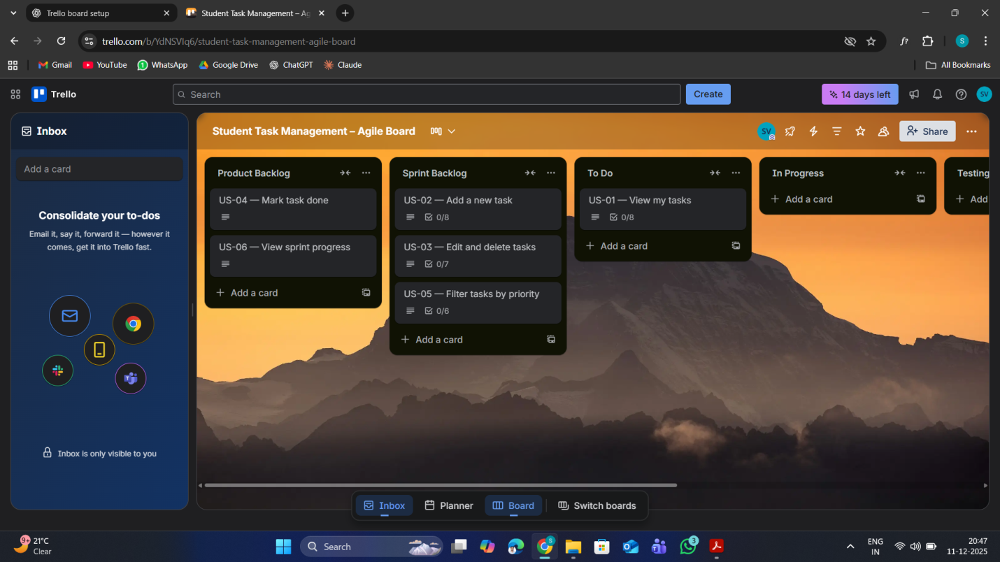 Trello board setup
Student Task Management – Ag
trello.com/b/YdNSVIq6/student-task-management-agile-board
Gmail
YouTube
WhatsApp
Google Drive
ChatGPT
Claude
All Bookmarks
Trello
Search
Create
14 days left
SV
Inbox
Add a card
Consolidate your to-dos
Email it, say it, forward it — however it
comes, get it into Trello fast.
Inbox is only visible to you
Student Task Management – Agile Board
SV
Share
Product Backlog
US-04 — Mark task done
US-06 — View sprint progress
Add a card
Sprint Backlog
US-02 — Add a new task
0/8
US-03 — Edit and delete tasks
0/7
US-05 — Filter tasks by priority
0/6
Add a card
To Do
US-01 — View my tasks
0/8
Add a card
In Progress
Add a card
Testing
Add
Inbox
Planner
Board
Switch boards
9+
21°C
Clear
Search
S
3
ENG
IN
20:47
11-12-2025